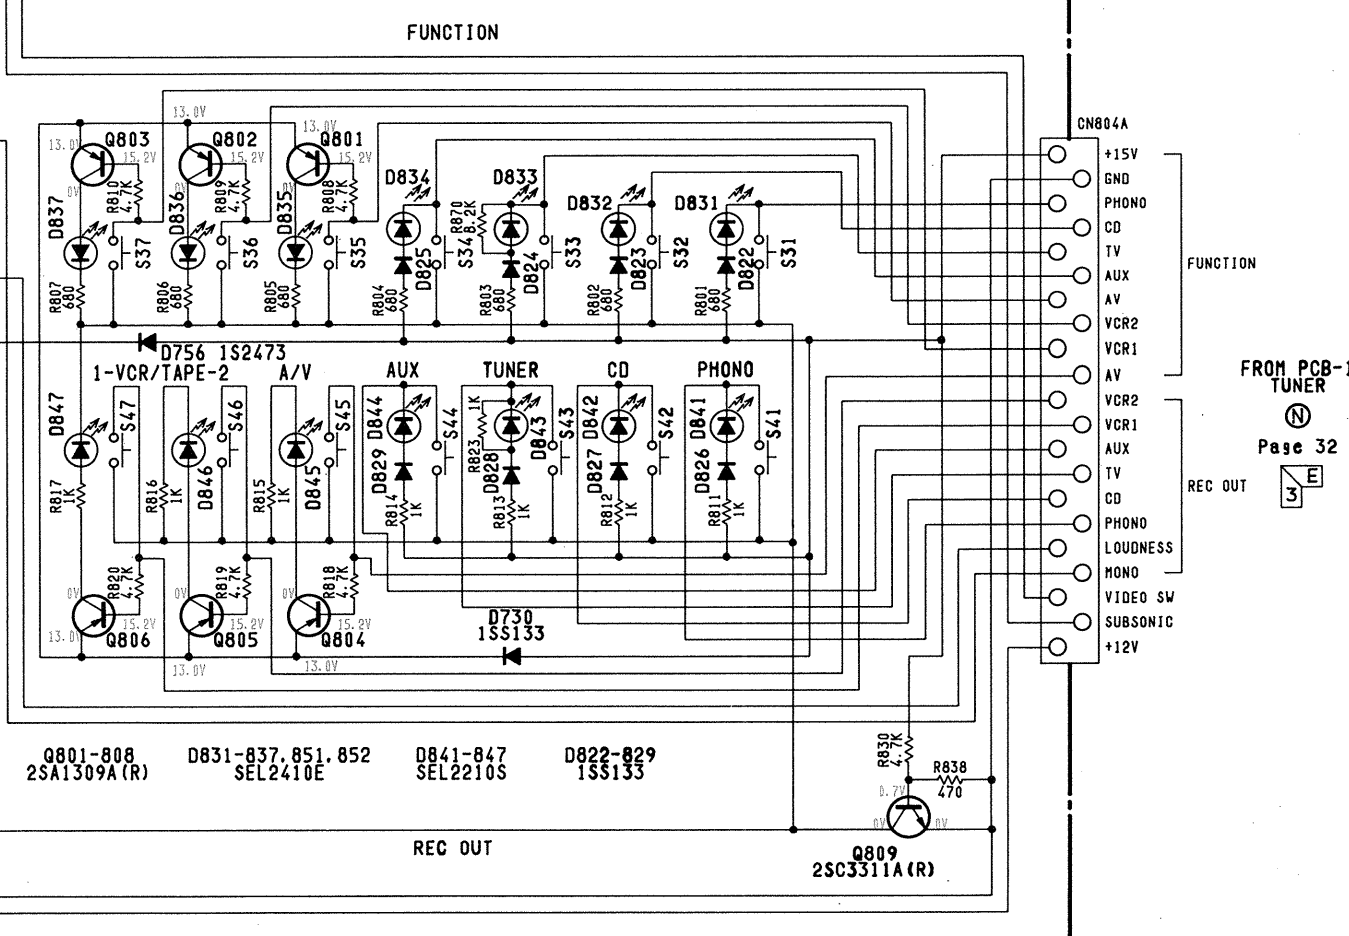 FUNCTION
CN804A
13.0V
13.0V
13.0V
Q803
Q802
Q801
15.2V
15.2V
15.2V
0V
0V
R810 4.7K
R809 4.7K
R808 4.7K
D837
D836
D835
D834
D833
D832
D831
R870 8.2K
S37
S36
S35
D825
S34
D824
S33
D823
S32
D822
S31
R807 680
R806 680
R805 680
R804 680
R803 680
R802 680
R801 680
+15V
GND
PHONO
CD
TV
AUX
AV
VCR2
VCR1
AV
VCR2
VCR1
AUX
TV
CD
PHONO
LOUDNESS
MONO
VIDEO SW
SUBSONIC
+12V
FUNCTION
REC OUT
FROM PCB-1
TUNER
N
Page 32
E
3
D756 1S2473
1-VCR/TAPE-2
A/V
AUX
TUNER
CD
PHONO
D847
S47
D846
S46
D845
S45
D844
S44
D843
S43
D842
S42
D841
S41
R823 1K
D829
D828
D827
D826
R817 1K
R816 1K
R815 1K
R814 1K
R813 1K
R812 1K
R811 1K
R820 4.7K
R819 4.7K
R818 4.7K
0V
0V
0V
15.2V
15.2V
15.2V
Q806
Q805
Q804
13.0V
13.0V
13.0V
D730
1SS133
Q801-808
2SA1309A(R)
D831-837,851,852
SEL2410E
D841-847
SEL2210S
D822-829
1SS133
R830 4.7K
R838
470
0.7V
0V
0V
Q809
2SC3311A(R)
REC OUT